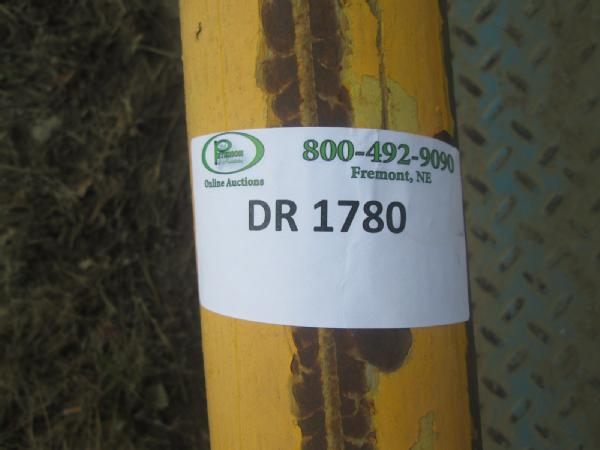 800-492-9090
Fremont, NE
Online Auctions
DR 1780